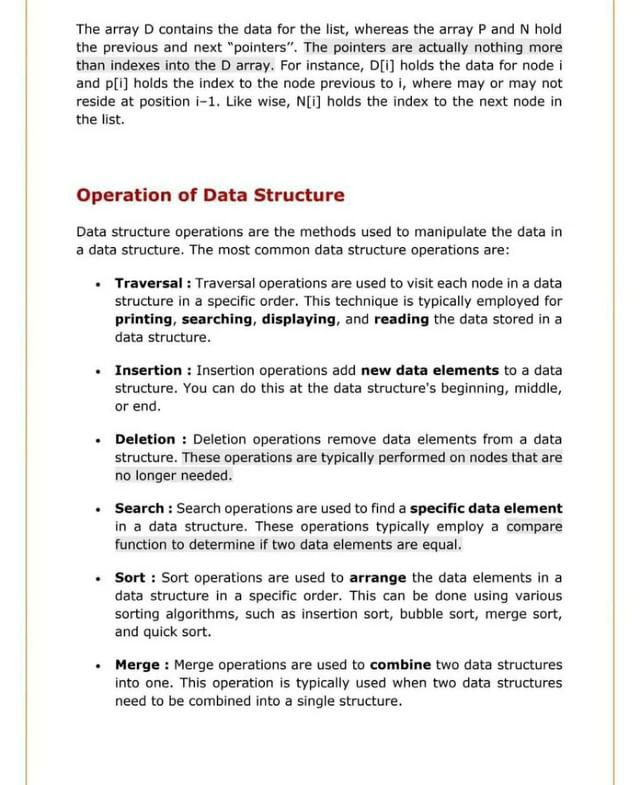 The array D contains the data for the list, whereas the array P and N hold
the previous and next “pointers”. The pointers are actually nothing more
than indexes into the D array. For instance, D[i] holds the data for node i
and p[i] holds the index to the node previous to i, where may or may not
reside at position i–1. Like wise, N[i] holds the index to the next node in
the list.
Operation of Data Structure
Data structure operations are the methods used to manipulate the data in
a data structure. The most common data structure operations are:
• Traversal : Traversal operations are used to visit each node in a data
structure in a specific order. This technique is typically employed for
printing, searching, displaying, and reading the data stored in a
data structure.
• Insertion : Insertion operations add new data elements to a data
structure. You can do this at the data structure's beginning, middle,
or end.
• Deletion : Deletion operations remove data elements from a data
structure. These operations are typically performed on nodes that are
no longer needed.
• Search : Search operations are used to find a specific data element
in a data structure. These operations typically employ a compare
function to determine if two data elements are equal.
• Sort : Sort operations are used to arrange the data elements in a
data structure in a specific order. This can be done using various
sorting algorithms, such as insertion sort, bubble sort, merge sort,
and quick sort.
• Merge : Merge operations are used to combine two data structures
into one. This operation is typically used when two data structures
need to be combined into a single structure.